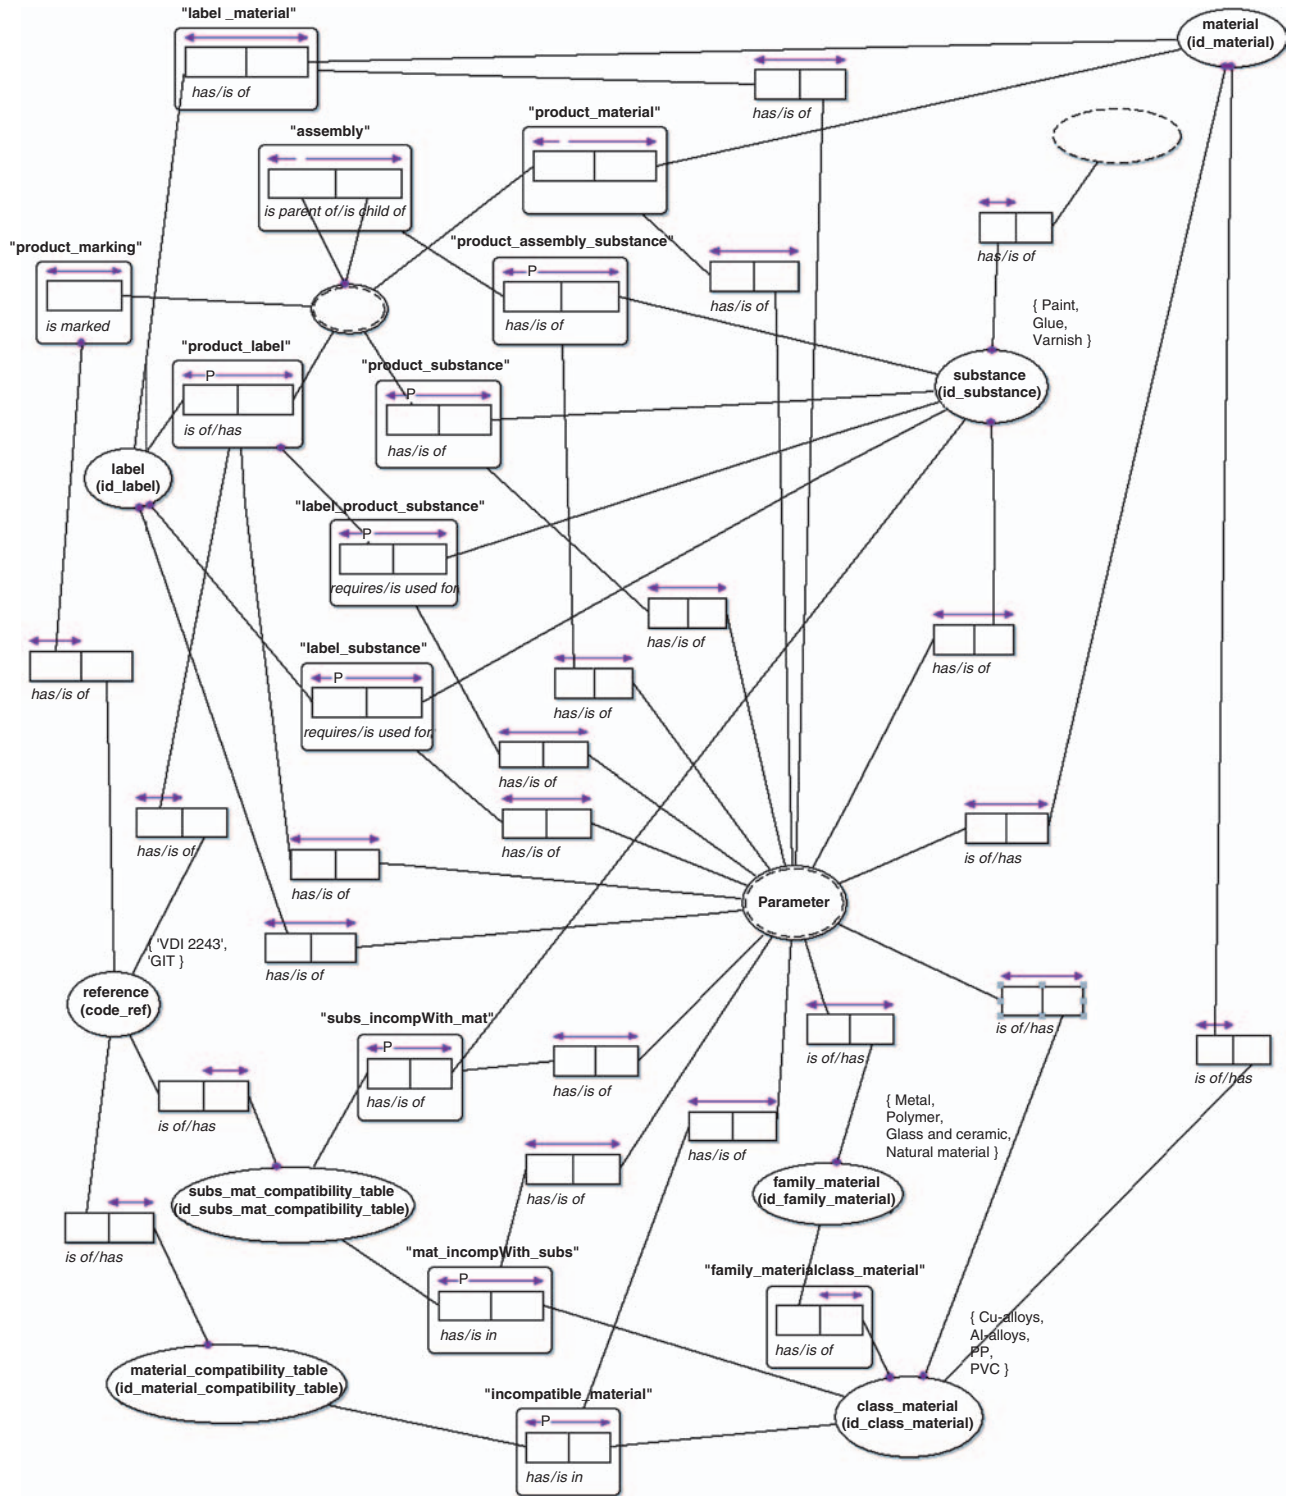 "label _material"
material
(id_material)
has/is of
has/is of
"product_material"
"assembly"
is parent of/is child of
"product_marking"
"product_assembly_substance"
has/is of
has/is of
is marked
has/is of
{ Paint,
Glue,
Varnish }
P
has/is of
"product_label"
"product_substance"
P
is of/has
P
has/is of
substance
(id_substance)
label
(id_label)
"label_product_substance"
P
requires/is used for
"label_substance"
P
requires/is used for
has/is of
has/is of
has/is of
has/is of
has/is of
has/is of
has/is of
has/is of
is of/has
Parameter
{ 'VDI 2243',
'GIT }
has/is of
reference
(code_ref)
"subs_incompWith_mat"
P
has/is of
has/is of
is of/has
is of/has
is of/has
is of/has
{ Metal,
Polymer,
Glass and ceramic,
Natural material }
has/is of
has/is of
subs_mat_compatibility_table
(id_subs_mat_compatibility_table)
family_material
(id_family_material)
is of/has
"mat_incompWith_subs"
P
has/is in
"family_materialclass_material"
has/is of
{ Cu-alloys,
Al-alloys,
PP,
PVC }
material_compatibility_table
(id_material_compatibility_table)
"incompatible_material"
P
has/is in
class_material
(id_class_material)